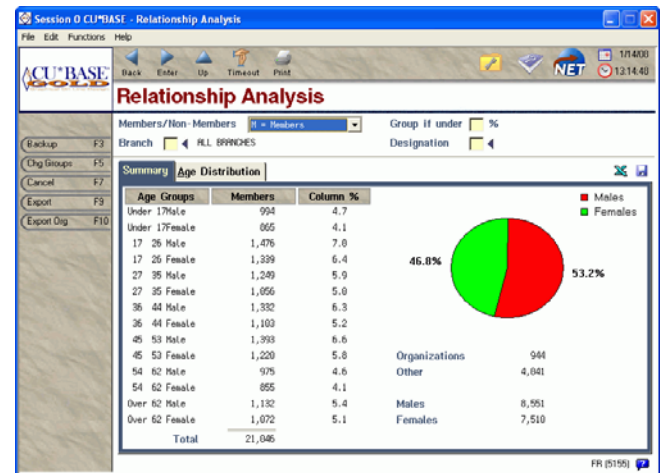 Session 0 CU*BASE - Relationship Analysis
File Edit Functions Help
CU*BASE GOLD
Back Enter Up Timeout Print
NET
1/14/08
13:14:40
Relationship Analysis
Members/Non-Members M = Members Group if under %
Branch ALL BRANCHES Designation
Backup F3
Chg Groups F5
Cancel F7
Export F9
Export Org F10
Summary Age Distribution
Age Groups Members Column %
Under 17Male 994 4.7
Under 17Female 865 4.1
17 26 Male 1,476 7.0
17 26 Female 1,339 6.4
27 35 Male 1,249 5.9
27 35 Female 1,056 5.0
36 44 Male 1,332 6.3
36 44 Female 1,103 5.2
45 53 Male 1,393 6.6
45 53 Female 1,220 5.8
54 62 Male 975 4.6
54 62 Female 855 4.1
Over 62 Male 1,132 5.4
Over 62 Female 1,072 5.1
Total 21,046
Males
Females
46.8%
53.2%
Organizations 944
Other 4,041
Males 8,551
Females 7,510
FR (5155)